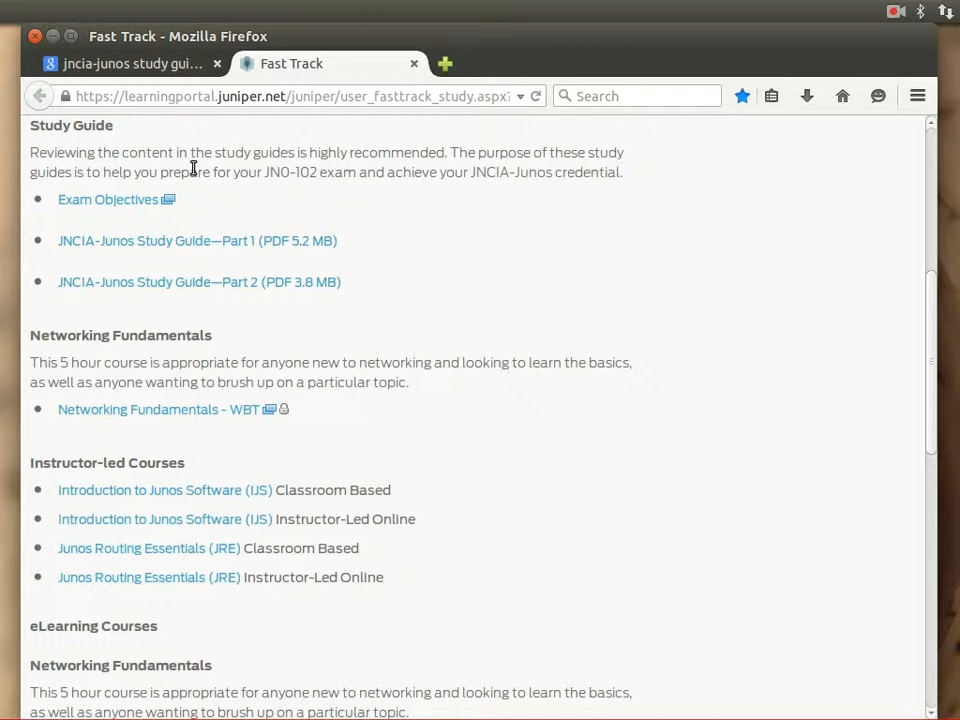 Fast Track - Mozilla Firefox
jncia-junos study gui...
Fast Track
https://learningportal.juniper.net/juniper/user_fasttrack_study.aspx?
Search
Study Guide
Reviewing the content in the study guides is highly recommended. The purpose of these study
guides is to help you prepare for your JN0-102 exam and achieve your JNCIA-Junos credential.
Exam Objectives
JNCIA-Junos Study Guide—Part 1 (PDF 5.2 MB)
JNCIA-Junos Study Guide—Part 2 (PDF 3.8 MB)
Networking Fundamentals
This 5 hour course is appropriate for anyone new to networking and looking to learn the basics,
as well as anyone wanting to brush up on a particular topic.
Networking Fundamentals - WBT
Instructor-led Courses
Introduction to Junos Software (IJS) Classroom Based
Introduction to Junos Software (IJS) Instructor-Led Online
Junos Routing Essentials (JRE) Classroom Based
Junos Routing Essentials (JRE) Instructor-Led Online
eLearning Courses
Networking Fundamentals
This 5 hour course is appropriate for anyone new to networking and looking to learn the basics,
as well as anyone wanting to brush up on a particular topic.